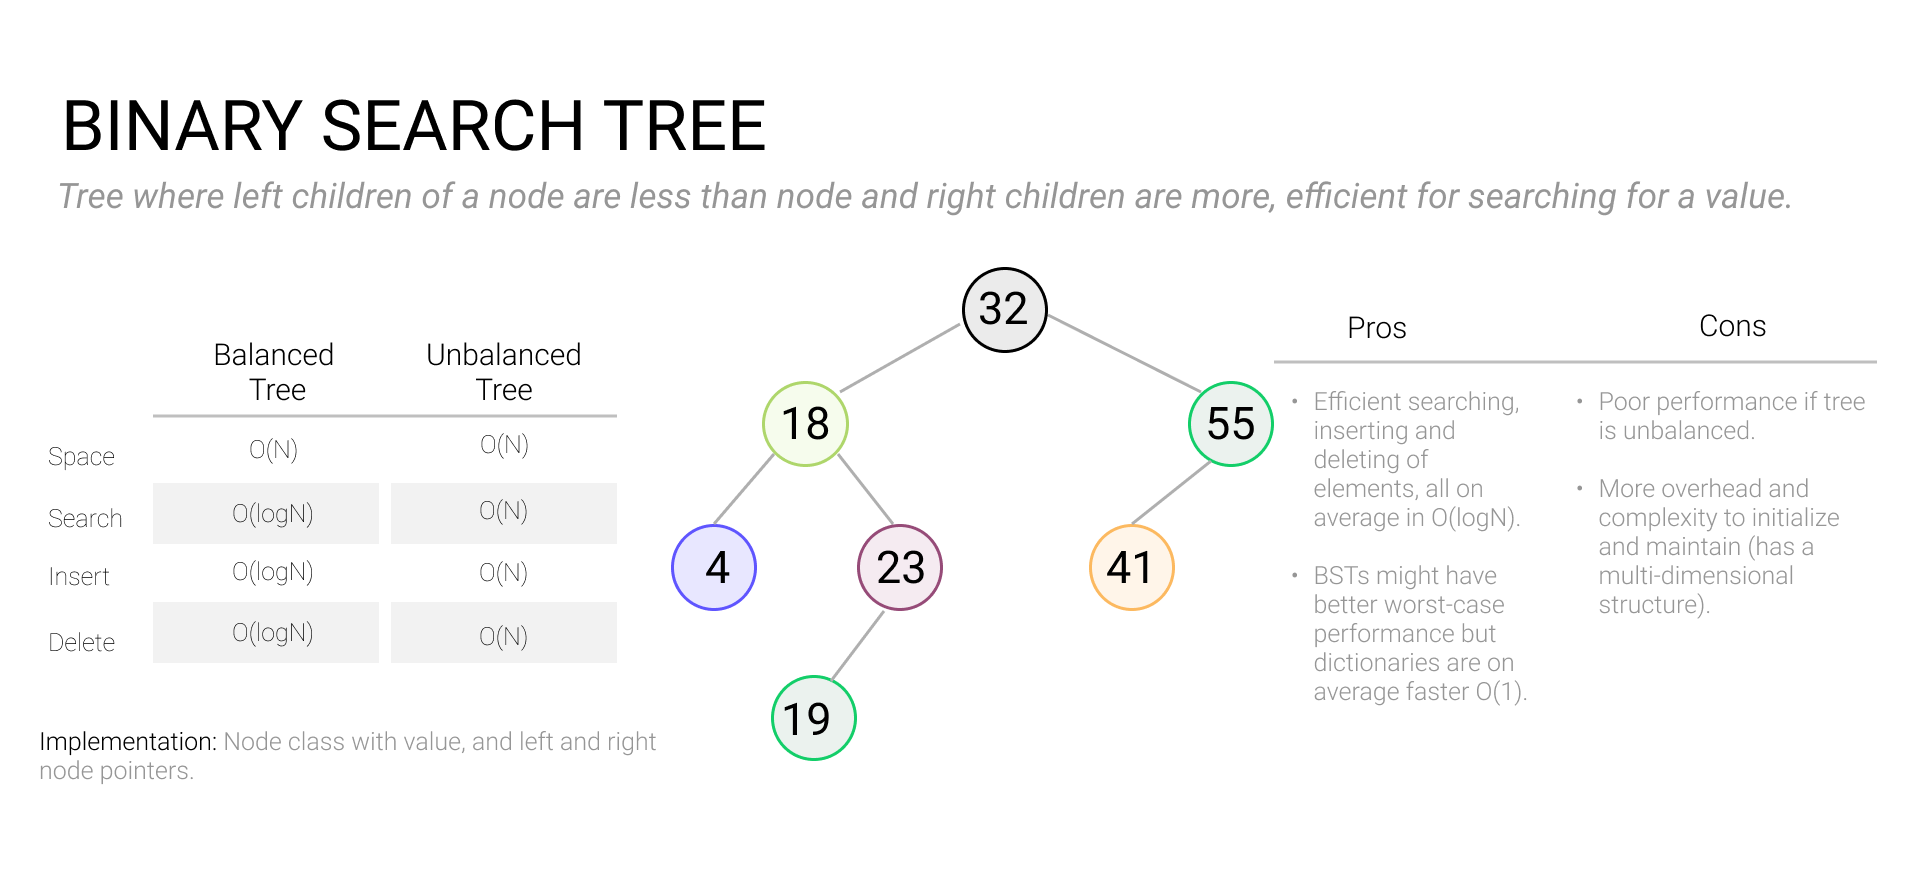 BINARY SEARCH TREE
Tree where left children of a node are less than node and right children are more, efficient for searching for a value.
Balanced Tree
Unbalanced Tree
Space O(N) O(N)
Search O(logN) O(N)
Insert O(logN) O(N)
Delete O(logN) O(N)
Implementation: Node class with value, and left and right
node pointers.
32
18
55
4
23
41
19
Pros
• Efficient searching,
inserting and
deleting of
elements, all on
average in O(logN).
• BSTs might have
better worst-case
performance but
dictionaries are on
average faster O(1).
Cons
• Poor performance if tree
is unbalanced.
• More overhead and
complexity to initialize
and maintain (has a
multi-dimensional
structure).